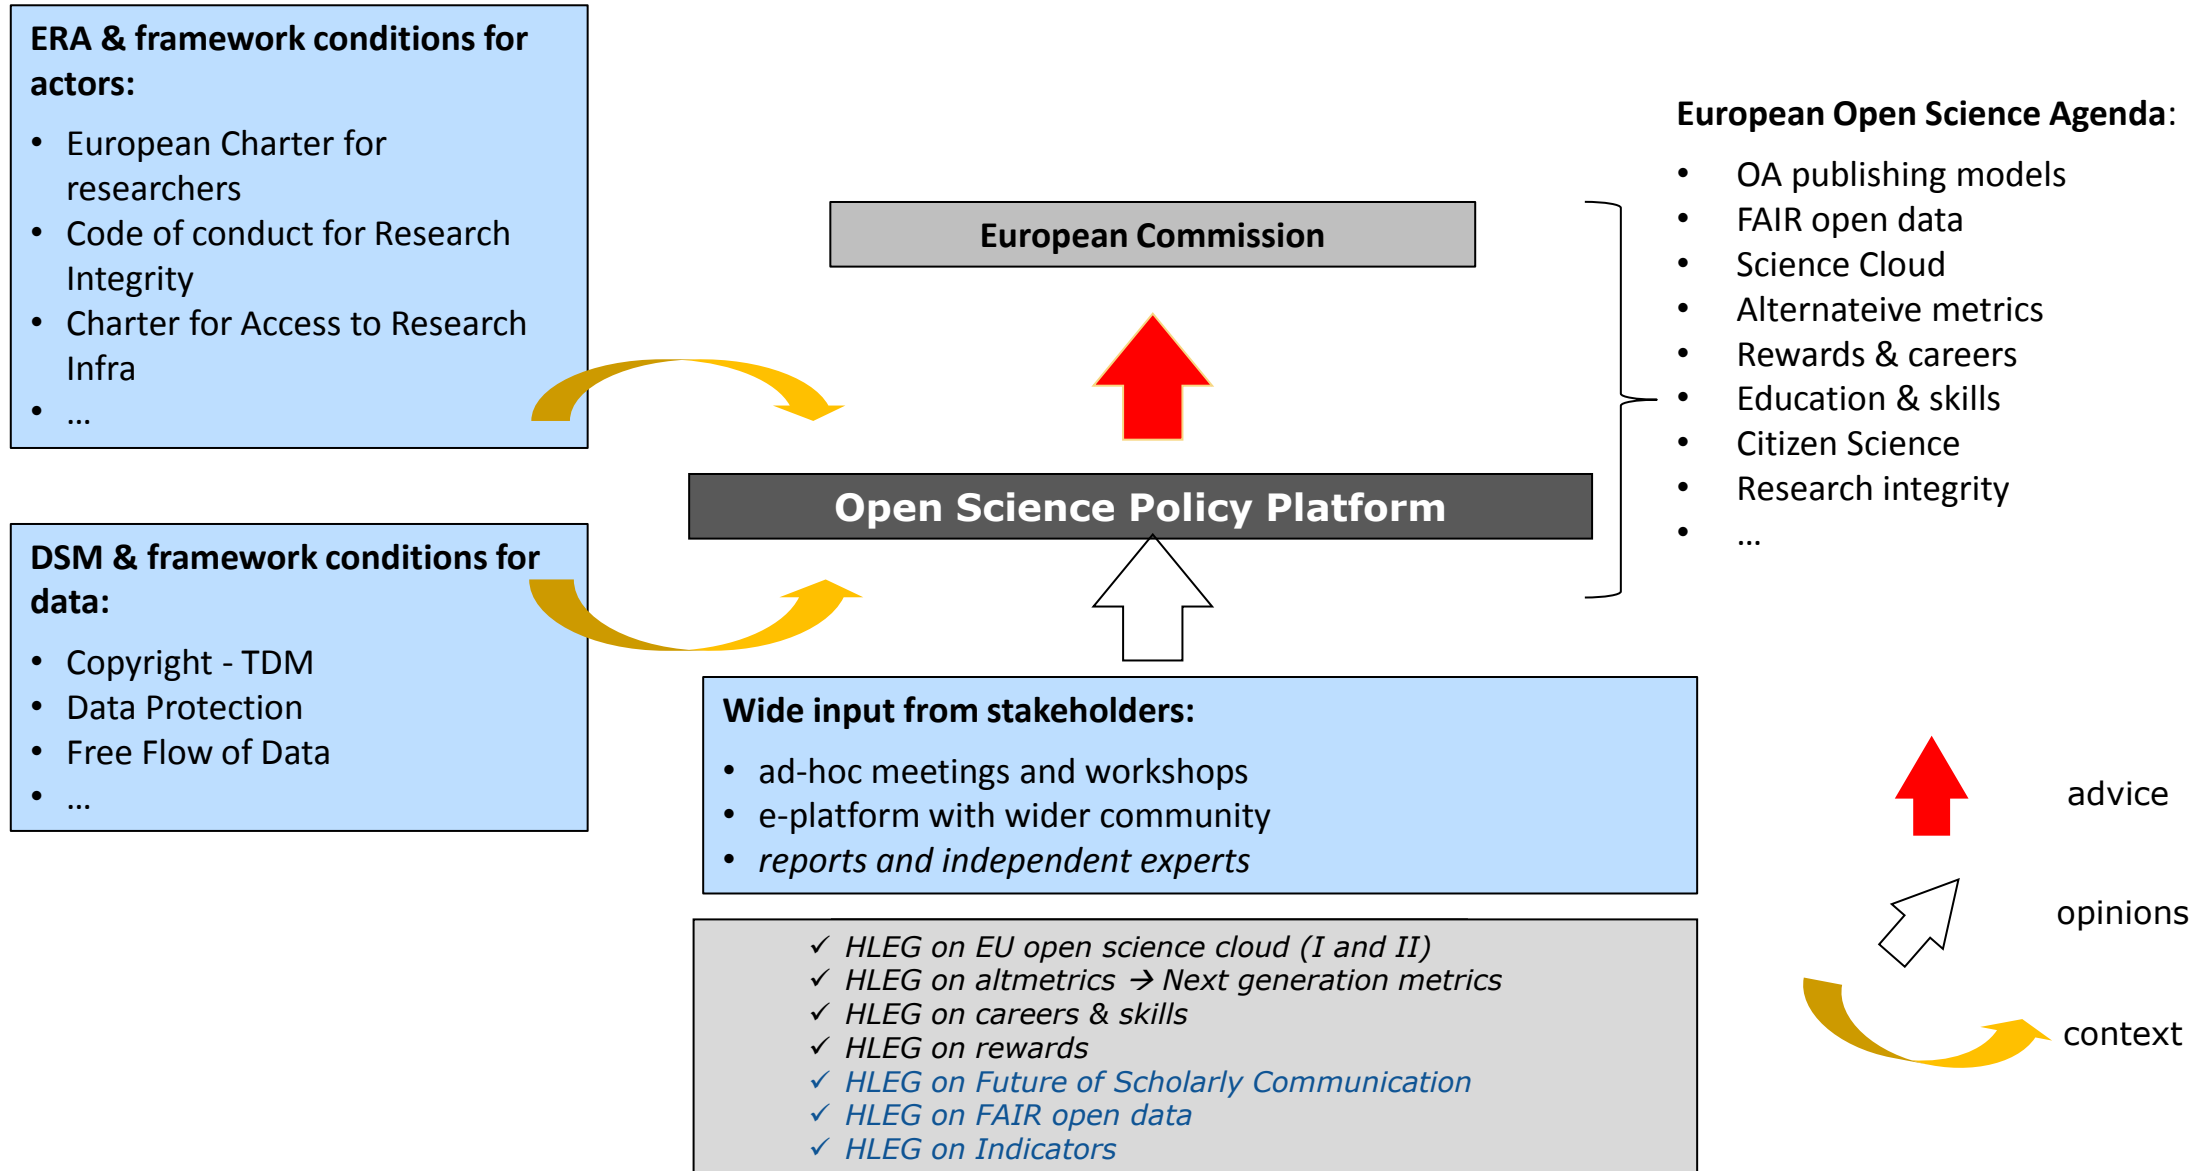 ERA & framework conditions for
actors:
• European Charter for
researchers
• Code of conduct for Research
Integrity
• Charter for Access to Research
Infra
• ...
DSM & framework conditions for
data:
• Copyright - TDM
• Data Protection
• Free Flow of Data
• ...
European Commission
Open Science Policy Platform
Wide input from stakeholders:
• ad-hoc meetings and workshops
• e-platform with wider community
• reports and independent experts
✓ HLEG on EU open science cloud (I and II)
✓ HLEG on altmetrics → Next generation metrics
✓ HLEG on careers & skills
✓ HLEG on rewards
✓ HLEG on Future of Scholarly Communication
✓ HLEG on FAIR open data
✓ HLEG on Indicators
European Open Science Agenda:
• OA publishing models
• FAIR open data
• Science Cloud
• Alternateive metrics
• Rewards & careers
• Education & skills
• Citizen Science
• Research integrity
• ...
advice
opinions
context